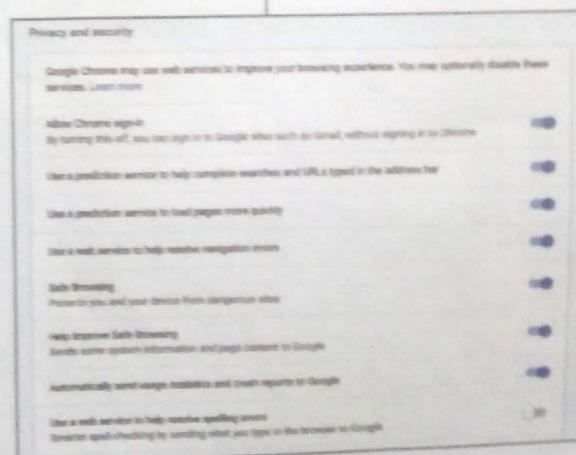 Privacy and security
Google Chrome may use web services to improve your browsing experience. You may optionally disable these
services. Learn more
Allow Chrome sign-in
By turning this off, you can sign in to Google sites such as Gmail, without signing in to Chrome
Use a prediction service to help complete searches and URLs typed in the address bar
Use a prediction service to load pages more quickly
Use a web service to help resolve navigation errors
Safe Browsing
Protects you and your device from dangerous sites
Help improve Safe Browsing
Sends some system information and page content to Google
Automatically send usage statistics and crash reports to Google
Use a web service to help resolve spelling errors
Smarter spell-checking by sending what you type in the browser to Google